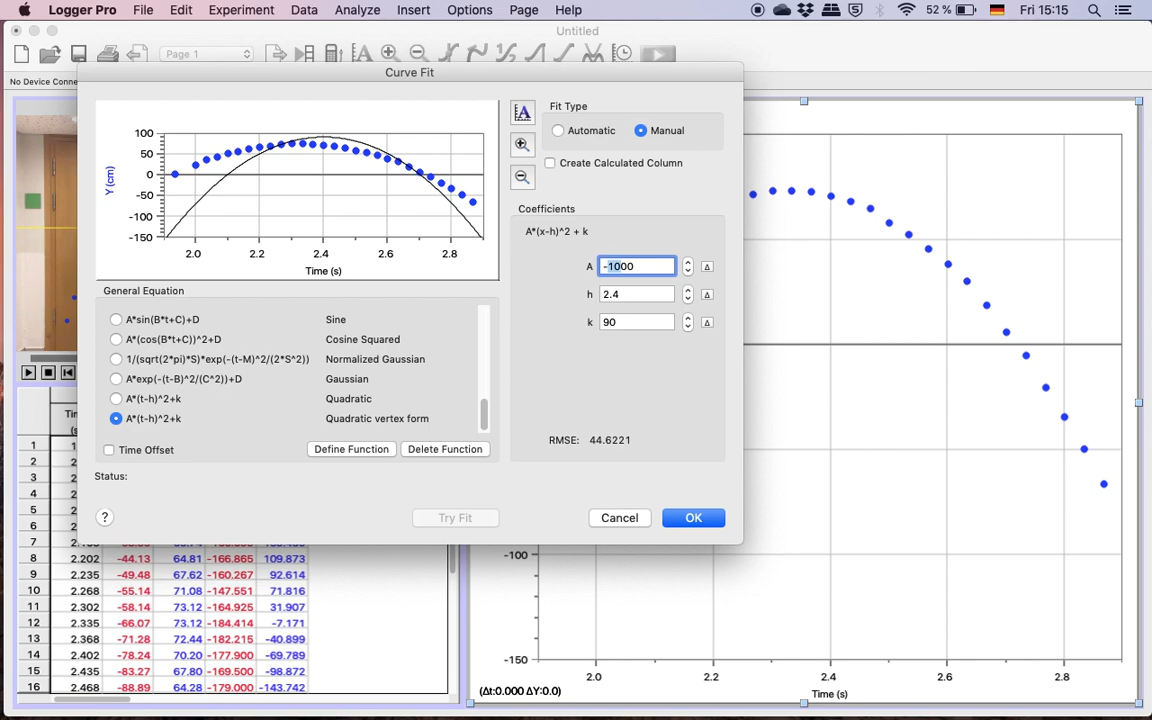 Logger Pro File Edit Experiment Data Analyze Insert Options Page Help 52 % Fri 15:15
Untitled
Page 1
No Device Conne
Curve Fit
100
50
0
-50
-100
-150
Y (cm)
2.0 2.2 2.4 2.6 2.8
Time (s)
Fit Type
Automatic Manual
Create Calculated Column
Coefficients
A*(x-h)^2 + k
A -1000
h 2.4
k 90
RMSE: 44.6221
General Equation
A*sin(B*t+C)+D Sine
A*(cos(B*t+C))^2+D Cosine Squared
1/(sqrt(2*pi)*S)*exp(-(t-M)^2/(2*S^2)) Normalized Gaussian
A*exp(-(t-B)^2/(C^2))+D Gaussian
A*(t-h)^2+k Quadratic
A*(t-h)^2+k Quadratic vertex form
Time Offset Define Function Delete Function
Status:
? Try Fit Cancel OK
Tin
(s
1 1
2 2
3 2
4 2
5 2
6 2
7
8 2.202 -44.13 64.81 -166.865 109.873
9 2.235 -49.48 67.62 -160.267 92.614
10 2.268 -55.14 71.08 -147.551 71.816
11 2.302 -58.14 73.12 -164.925 31.907
12 2.335 -66.07 73.12 -184.414 -7.171
13 2.368 -71.28 72.44 -182.215 -40.899
14 2.402 -78.24 70.20 -177.900 -69.789
15 2.435 -83.27 67.80 -169.500 -98.872
16 2.468 -88.89 64.28 -179.000 -143.742
-100
-150
2.0 2.2 2.4 2.6 2.8
(Δt:0.000 ΔY:0.0) Time (s)